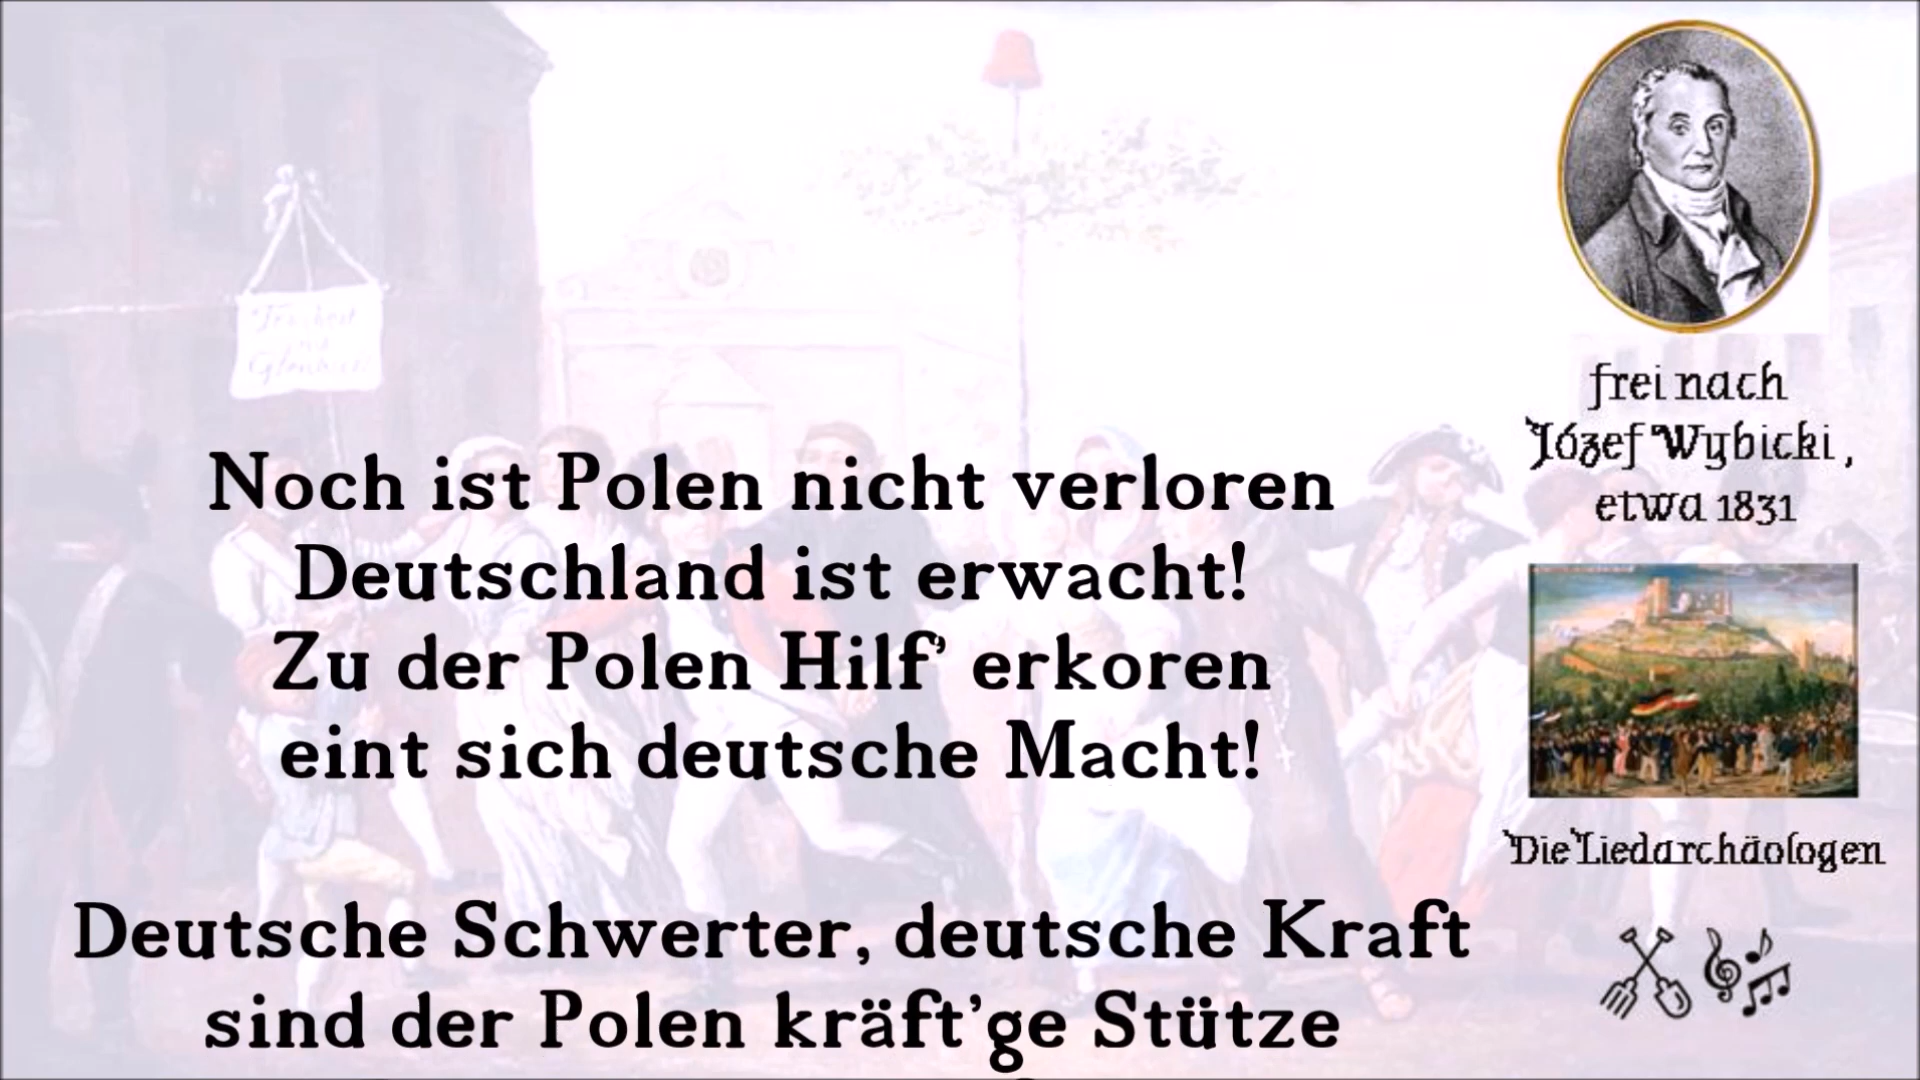 Noch ist Polen nicht verloren
Deutschland ist erwacht!
Zu der Polen Hilf’ erkoren
eint sich deutsche Macht!
Deutsche Schwerter, deutsche Kraft
sind der Polen kräft’ge Stütze
frei nach
Józef Wybicki,
etwa 1831
Die Liedarchäologen